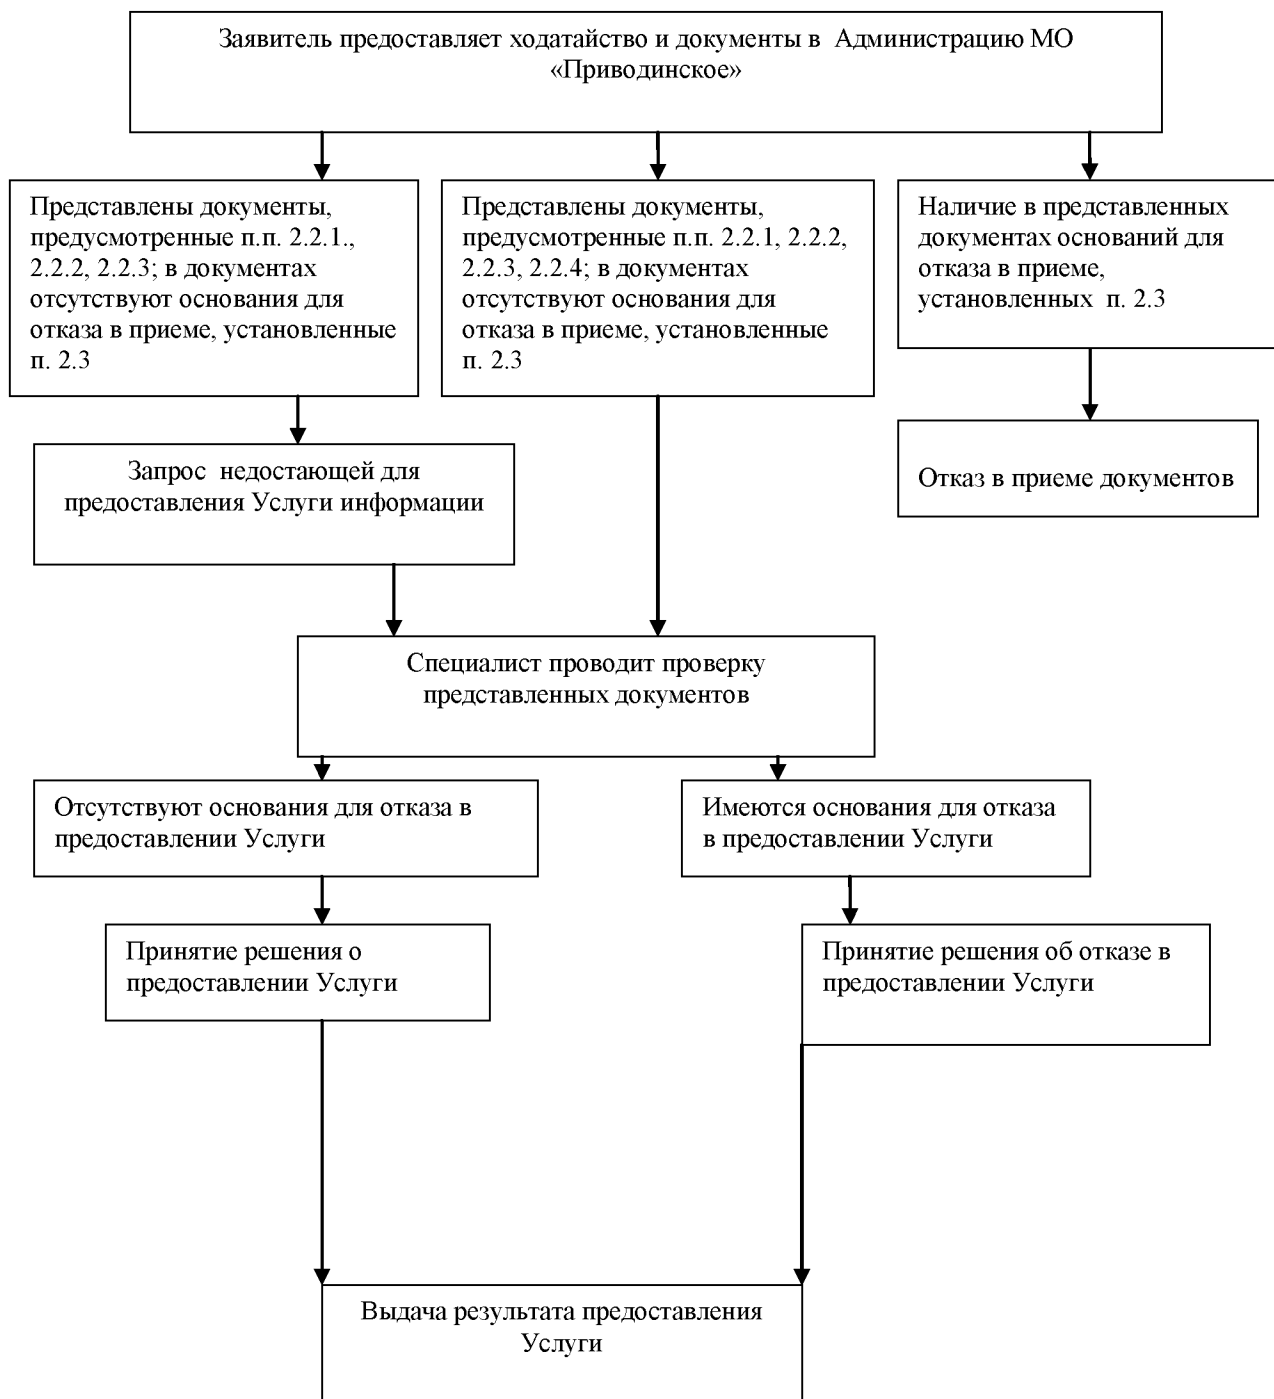 Заявитель предоставляет ходатайство и документы в  Администрацию МО
«Приводинское»
Представлены документы,
предусмотренные п.п. 2.2.1.,
2.2.2, 2.2.3; в документах
отсутствуют основания для
отказа в приеме, установленные
п. 2.3
Представлены документы,
предусмотренные п.п. 2.2.1, 2.2.2,
2.2.3, 2.2.4; в документах
отсутствуют основания для
отказа в приеме, установленные
п. 2.3
Наличие в представленных
документах оснований для
отказа в приеме,
установленных  п. 2.3
Запрос  недостающей для
предоставления Услуги информации
Отказ в приеме документов
Специалист проводит проверку
представленных документов
Отсутствуют основания для отказа в
предоставлении Услуги
Имеются основания для отказа
в предоставлении Услуги
Принятие решения о
предоставлении Услуги
Принятие решения об отказе в
предоставлении Услуги
Выдача результата предоставления
Услуги